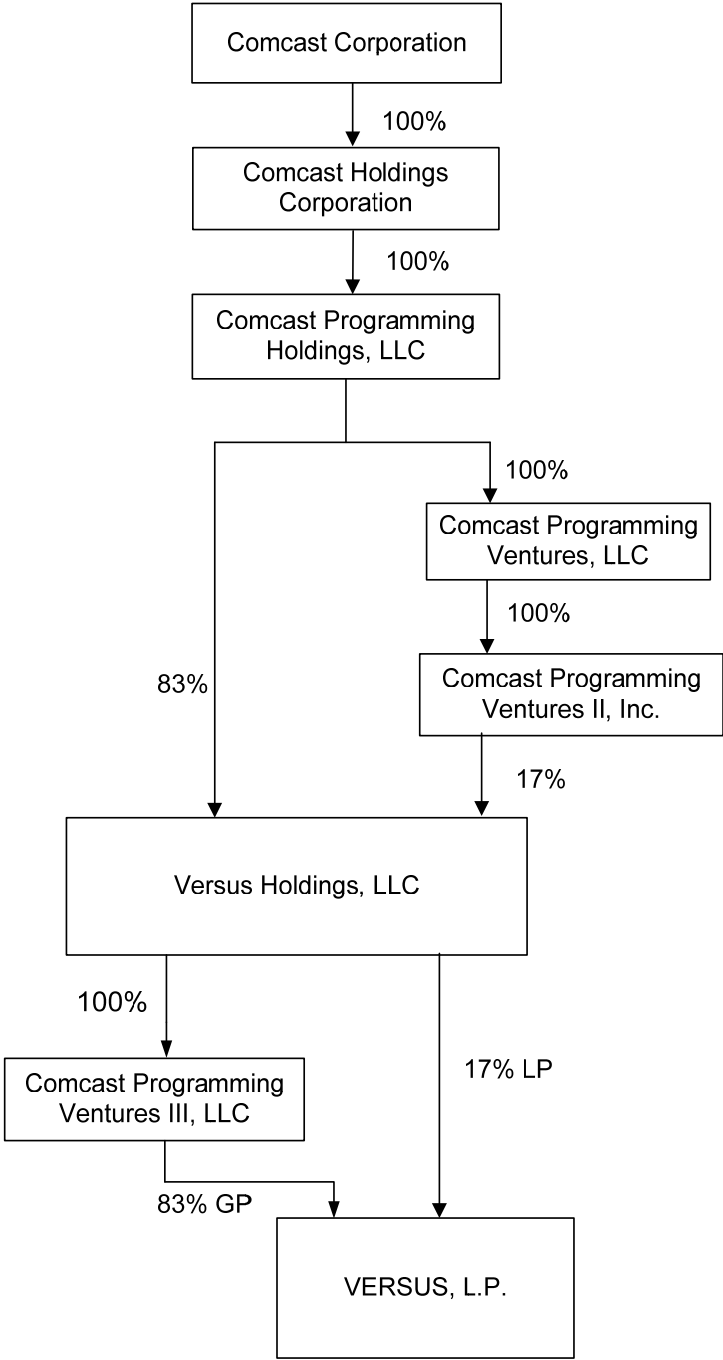 Comcast Corporation
100%
Comcast Holdings
Corporation
100%
Comcast Programming
Holdings, LLC
100%
Comcast Programming
Ventures, LLC
100%
83%
Comcast Programming
Ventures II, Inc.
17%
Versus Holdings, LLC
100%
17% LP
Comcast Programming
Ventures III, LLC
83% GP
VERSUS, L.P.